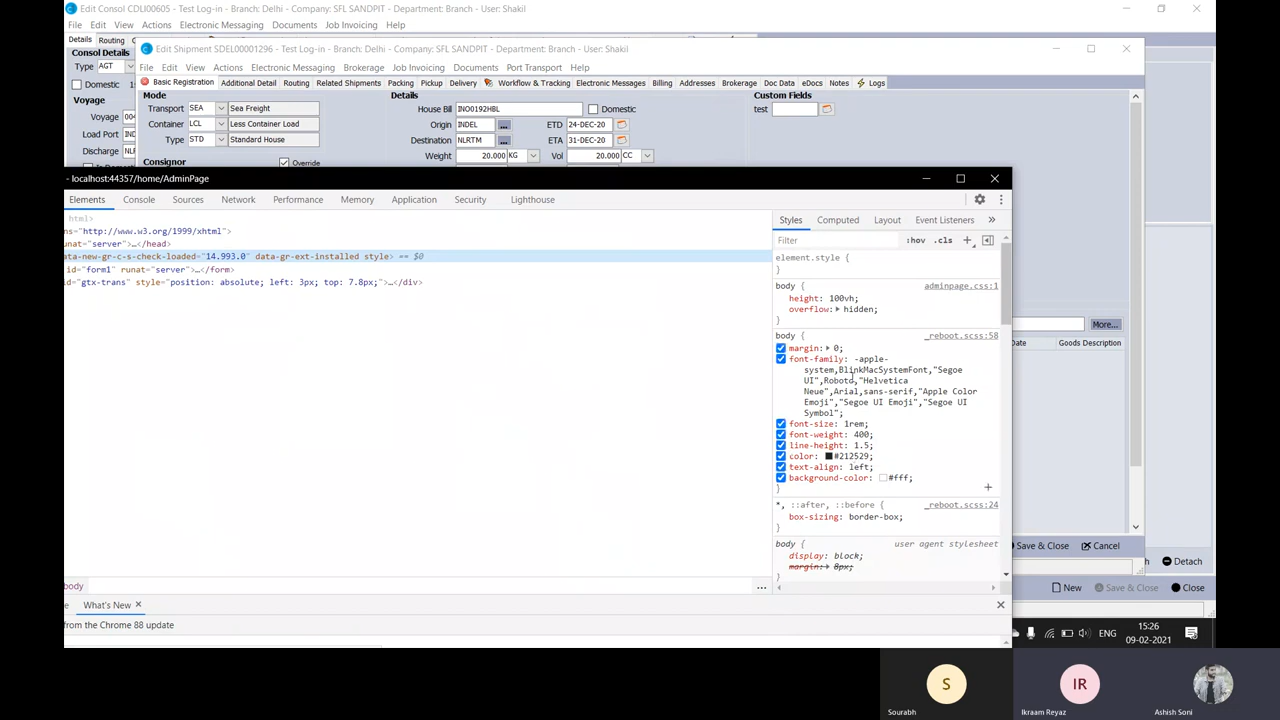 Edit Consol CDLI00605 - Test Log-in - Branch: Delhi - Company: SFL SANDPIT - Department: Branch - User: Shakil
File Edit View Actions Electronic Messaging Documents Job Invoicing Help
Details Routing
Consol Details
Type AGT
Domestic
Voyage
Voyage 004
Load Port IND
Discharge NLR
Edit Shipment SDEL00001296 - Test Log-in - Branch: Delhi - Company: SFL SANDPIT - Department: Branch - User: Shakil
File Edit View Actions Electronic Messaging Brokerage Job Invoicing Documents Port Transport Help
Basic Registration Additional Detail Routing Related Shipments Packing Pickup Delivery Workflow & Tracking Electronic Messages Billing Addresses Brokerage Doc Data eDocs Notes Logs
Mode Details Custom Fields
Transport SEA Sea Freight House Bill INO0192HBL Domestic test
Container LCL Less Container Load Origin INDEL ETD 24-DEC-20
Type STD Standard House Destination NLRTM ETA 31-DEC-20
Weight 20.000 KG Vol 20.000 CC
Consignor Override
- localhost:44357/home/AdminPage
Elements Console Sources Network Performance Memory Application Security Lighthouse
html>
ns="http://www.w3.org/1999/xhtml">
runat="server">…</head>
ata-new-gr-c-s-check-loaded="14.993.0" data-gr-ext-installed style> == $0
id="form1" runat="server">…</form>
id="gtx-trans" style="position: absolute; left: 3px; top: 7.8px;">…</div>
Styles Computed Layout Event Listeners »
Filter :hov .cls +
element.style {
}
body { adminpage.css:1
height: 100vh;
overflow: hidden;
}
body { _reboot.scss:58
margin: 0;
font-family: -apple-
system,BlinkMacSystemFont,"Segoe
UI",Roboto,"Helvetica
Neue",Arial,sans-serif,"Apple Color
Emoji","Segoe UI Emoji","Segoe UI
Symbol";
font-size: 1rem;
font-weight: 400;
line-height: 1.5;
color: #212529;
text-align: left;
background-color: #fff;
}
*, ::after, ::before { _reboot.scss:24
box-sizing: border-box;
}
body { user agent stylesheet
display: block;
margin: 8px;
}
body
What's New
from the Chrome 88 update
More...
Date Goods Description
Save & Close Cancel
Detach
New Save & Close Close
ENG 15:26
09-02-2021
S IR
Sourabh Ikraam Reyaz Ashish Soni